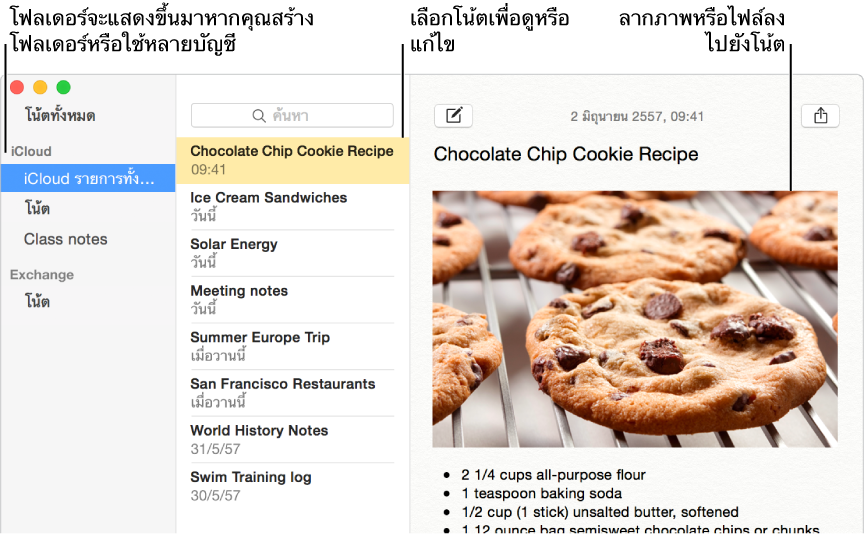 โฟลเดอร์จะแสดงขึ้นมาหากคุณสร้าง
โฟลเดอร์หรือใช้หลายบัญชี
เลือกโน้ตเพื่อดูหรือ
แก้ไข
ลากภาพหรือไฟล์ลง
ไปยังโน้ต
โน้ตทั้งหมด
iCloud
iCloud รายการทั้ง...
โน้ต
Class notes
Exchange
โน้ต
ค้นหา
Chocolate Chip Cookie Recipe
09:41
Ice Cream Sandwiches
วันนี้
Solar Energy
วันนี้
Meeting notes
วันนี้
Summer Europe Trip
เมื่อวานนี้
San Francisco Restaurants
เมื่อวานนี้
World History Notes
31/5/57
Swim Training log
30/5/57
2 มิถุนายน 2557, 09:41
Chocolate Chip Cookie Recipe
• 2 1/4 cups all-purpose flour
• 1 teaspoon baking soda
• 1/2 cup (1 stick) unsalted butter, softened
• 1 12 ounce bag semisweet chocolate chips or chunks